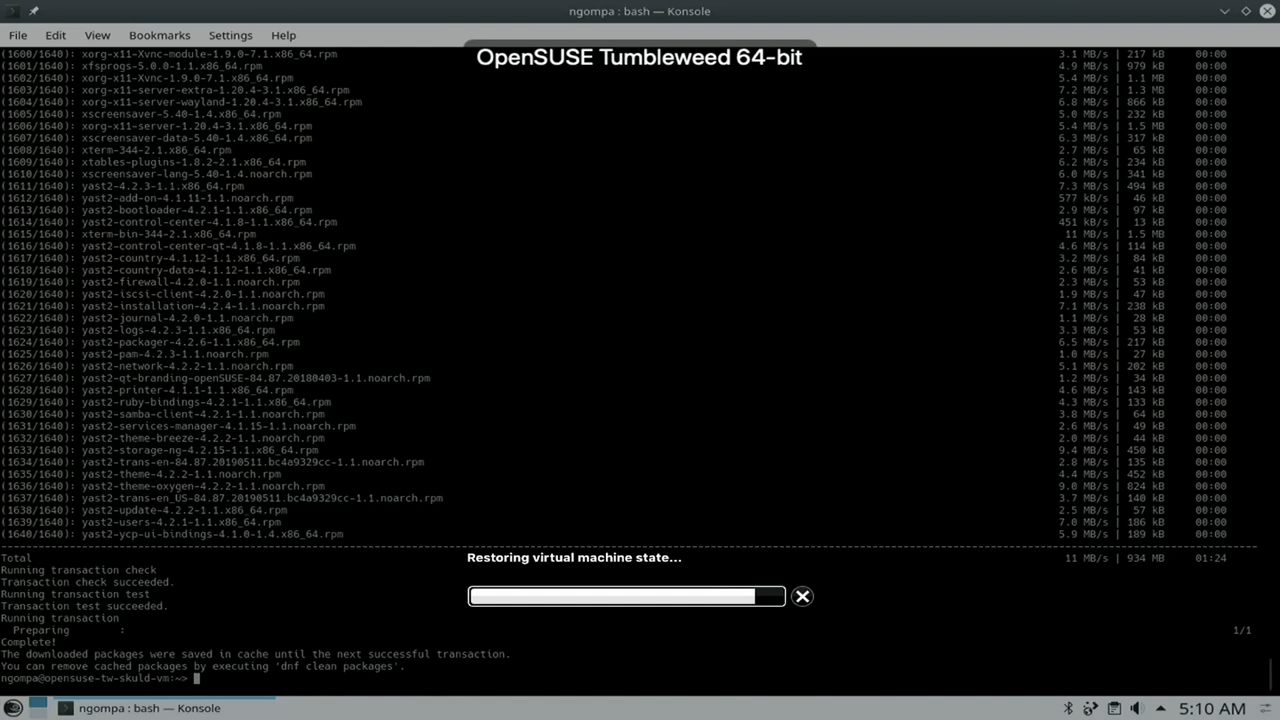 ngompa : bash — Konsole
File Edit View Bookmarks Settings Help
OpenSUSE Tumbleweed 64-bit
(1600/1640): xorg-x11-Xvnc-module-1.9.0-7.1.x86_64.rpm 3.1 MB/s | 217 kB 00:00
(1601/1640): xfsprogs-5.0.0-1.1.x86_64.rpm 4.9 MB/s | 979 kB 00:00
(1602/1640): xorg-x11-Xvnc-1.9.0-7.1.x86_64.rpm 5.4 MB/s | 1.1 MB 00:00
(1603/1640): xorg-x11-server-extra-1.20.4-3.1.x86_64.rpm 7.2 MB/s | 1.3 MB 00:00
(1604/1640): xorg-x11-server-wayland-1.20.4-3.1.x86_64.rpm 6.8 MB/s | 866 kB 00:00
(1605/1640): xscreensaver-5.40-1.4.x86_64.rpm 5.0 MB/s | 232 kB 00:00
(1606/1640): xorg-x11-server-1.20.4-3.1.x86_64.rpm 5.4 MB/s | 1.5 MB 00:00
(1607/1640): xscreensaver-data-5.40-1.4.x86_64.rpm 6.3 MB/s | 317 kB 00:00
(1608/1640): xterm-344-2.1.x86_64.rpm 2.7 MB/s | 65 kB 00:00
(1609/1640): xtables-plugins-1.8.2-2.1.x86_64.rpm 6.2 MB/s | 234 kB 00:00
(1610/1640): xscreensaver-lang-5.40-1.4.noarch.rpm 6.0 MB/s | 341 kB 00:00
(1611/1640): yast2-4.2.3-1.1.x86_64.rpm 7.3 MB/s | 494 kB 00:00
(1612/1640): yast2-add-on-4.1.11-1.1.noarch.rpm 577 kB/s | 46 kB 00:00
(1613/1640): yast2-bootloader-4.2.1-1.1.x86_64.rpm 2.9 MB/s | 97 kB 00:00
(1614/1640): yast2-control-center-4.1.8-1.1.x86_64.rpm 451 kB/s | 13 kB 00:00
(1615/1640): xterm-bin-344-2.1.x86_64.rpm 11 MB/s | 1.5 MB 00:00
(1616/1640): yast2-control-center-qt-4.1.8-1.1.x86_64.rpm 4.6 MB/s | 114 kB 00:00
(1617/1640): yast2-country-4.1.12-1.1.x86_64.rpm 3.2 MB/s | 84 kB 00:00
(1618/1640): yast2-country-data-4.1.12-1.1.x86_64.rpm 2.6 MB/s | 41 kB 00:00
(1619/1640): yast2-firewall-4.2.0-1.1.noarch.rpm 2.3 MB/s | 53 kB 00:00
(1620/1640): yast2-iscsi-client-4.2.0-1.1.noarch.rpm 1.9 MB/s | 47 kB 00:00
(1621/1640): yast2-installation-4.2.4-1.1.noarch.rpm 7.1 MB/s | 238 kB 00:00
(1622/1640): yast2-journal-4.2.0-1.1.noarch.rpm 1.1 MB/s | 28 kB 00:00
(1623/1640): yast2-logs-4.2.3-1.1.x86_64.rpm 3.3 MB/s | 53 kB 00:00
(1624/1640): yast2-packager-4.2.6-1.1.x86_64.rpm 6.5 MB/s | 217 kB 00:00
(1625/1640): yast2-pam-4.2.3-1.1.noarch.rpm 1.0 MB/s | 27 kB 00:00
(1626/1640): yast2-network-4.2.2-1.1.noarch.rpm 5.1 MB/s | 202 kB 00:00
(1627/1640): yast2-qt-branding-openSUSE-84.87.20180403-1.1.noarch.rpm 1.2 MB/s | 34 kB 00:00
(1628/1640): yast2-printer-4.1.1-1.1.x86_64.rpm 4.6 MB/s | 143 kB 00:00
(1629/1640): yast2-ruby-bindings-4.2.1-1.1.x86_64.rpm 4.3 MB/s | 133 kB 00:00
(1630/1640): yast2-samba-client-4.2.1-1.1.noarch.rpm 3.8 MB/s | 64 kB 00:00
(1631/1640): yast2-services-manager-4.1.15-1.1.noarch.rpm 2.6 MB/s | 49 kB 00:00
(1632/1640): yast2-theme-breeze-4.2.2-1.1.noarch.rpm 2.0 MB/s | 44 kB 00:00
(1633/1640): yast2-storage-ng-4.2.15-1.1.x86_64.rpm 9.4 MB/s | 450 kB 00:00
(1634/1640): yast2-trans-en-84.87.20190511.bc4a9329cc-1.1.noarch.rpm 2.8 MB/s | 135 kB 00:00
(1635/1640): yast2-theme-4.2.2-1.1.noarch.rpm 4.4 MB/s | 452 kB 00:00
(1636/1640): yast2-theme-oxygen-4.2.2-1.1.noarch.rpm 9.0 MB/s | 824 kB 00:00
(1637/1640): yast2-trans-en_US-84.87.20190511.bc4a9329cc-1.1.noarch.rpm 3.7 MB/s | 140 kB 00:00
(1638/1640): yast2-update-4.2.2-1.1.x86_64.rpm 2.5 MB/s | 57 kB 00:00
(1639/1640): yast2-users-4.2.1-1.1.x86_64.rpm 7.0 MB/s | 186 kB 00:00
(1640/1640): yast2-ycp-ui-bindings-4.1.0-1.4.x86_64.rpm 5.9 MB/s | 189 kB 00:00
Total 11 MB/s | 934 MB 01:24
Restoring virtual machine state...
Running transaction check
Transaction check succeeded.
Running transaction test
Transaction test succeeded.
Running transaction
Preparing : 1/1
Complete!
The downloaded packages were saved in cache until the next successful transaction.
You can remove cached packages by executing 'dnf clean packages'.
ngompa@opensuse-tw-skuld-vm:~>
ngompa : bash — Konsole 5:10 AM